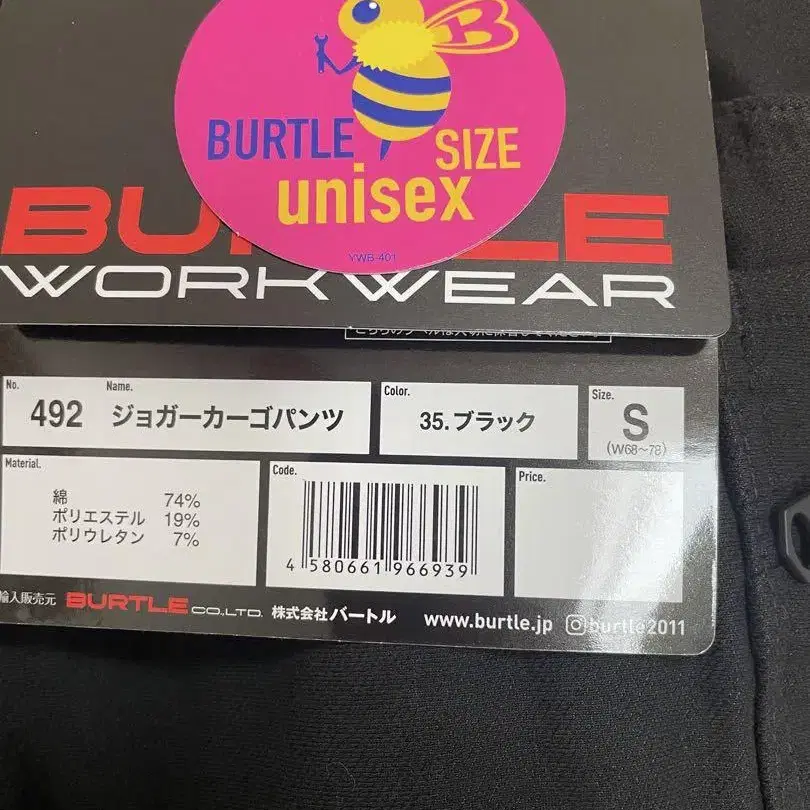 B
BURTLE
SIZE
unisex
YWB-401
BURTLE
WORKWEAR
No.
492
Name.
ジョガーカーゴパンツ
Color.
35.ブラック
Size.
S
(W68～78)
Material.
綿 74%
ポリエステル 19%
ポリウレタン 7%
Code.
4 580661 966939
Price.
輸入販売元 BURTLE CO.,LTD. 株式会社バートル www.burtle.jp burtle2011